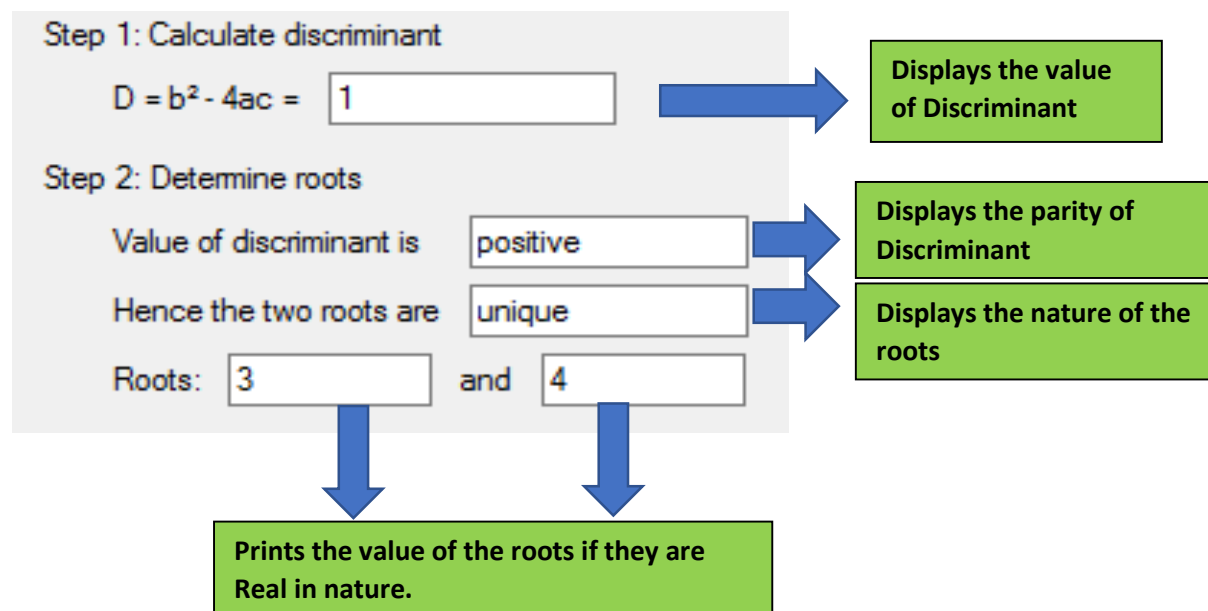 Step 1: Calculate discriminant
D = b² - 4ac = 1
Displays the value
of Discriminant
Step 2: Determine roots
Value of discriminant is positive
Displays the parity of
Discriminant
Hence the two roots are unique
Displays the nature of the
roots
Roots: 3 and 4
Prints the value of the roots if they are
Real in nature.